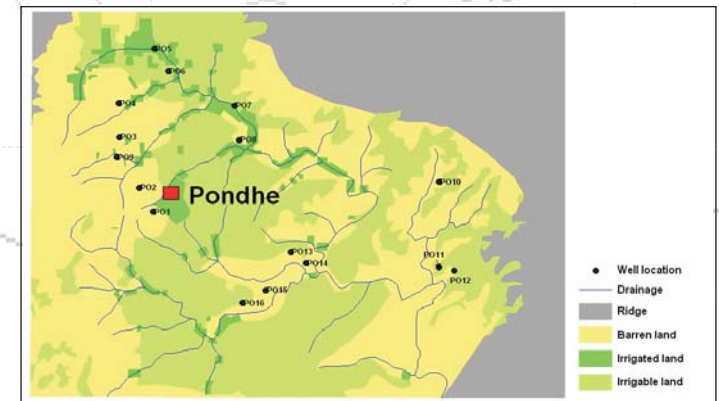 PO5
PO6
PO4
PO7
PO3
PO8
PO9
PO2
Pondhe
PO10
PO1
PO13
PO11
PO14
PO12
PO15
PO16
Well location
Drainage
Ridge
Barren land
Irrigated land
Irrigable land